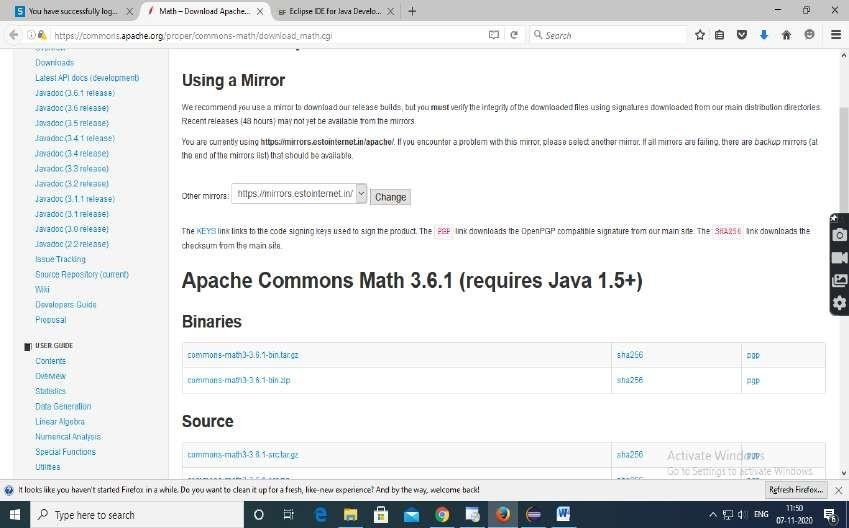 You have successfully log...
Math – Download Apache...
Eclipse IDE for Java Develo...
https://commons.apache.org/proper/commons-math/download_math.cgi
Search
Overview
Downloads
Latest API docs (development)
Javadoc (3.6.1 release)
Javadoc (3.6 release)
Javadoc (3.5 release)
Javadoc (3.4.1 release)
Javadoc (3.4 release)
Javadoc (3.3 release)
Javadoc (3.2 release)
Javadoc (3.1.1 release)
Javadoc (3.1 release)
Javadoc (3.0 release)
Javadoc (2.2 release)
Issue Tracking
Source Repository (current)
Wiki
Developers Guide
Proposal
USER GUIDE
Contents
Overview
Statistics
Data Generation
Linear Algebra
Numerical Analysis
Special Functions
Utilities
Using a Mirror
We recommend you use a mirror to download our release builds, but you must verify the integrity of the downloaded files using signatures downloaded from our main distribution directories.
Recent releases (48 hours) may not yet be available from the mirrors.
You are currently using https://mirrors.estointernet.in/apache/. If you encounter a problem with this mirror, please select another mirror. If all mirrors are failing, there are backup mirrors (at
the end of the mirrors list) that should be available.
Other mirrors: https://mirrors.estointernet.in/ Change
The KEYS link links to the code signing keys used to sign the product. The PGP link downloads the OpenPGP compatible signature from our main site. The SHA256 link downloads the
checksum from the main site.
Apache Commons Math 3.6.1 (requires Java 1.5+)
Binaries
commons-math3-3.6.1-bin.tar.gz sha256 pgp
commons-math3-3.6.1-bin.zip sha256 pgp
Source
commons-math3-3.6.1-src.tar.gz sha256 pgp
Activate Windows
Go to Settings to activate Windows.
It looks like you haven't started Firefox in a while. Do you want to clean it up for a fresh, like-new experience? And by the way, welcome back!
Refresh Firefox...
Type here to search
ENG
11:50
07-11-2020